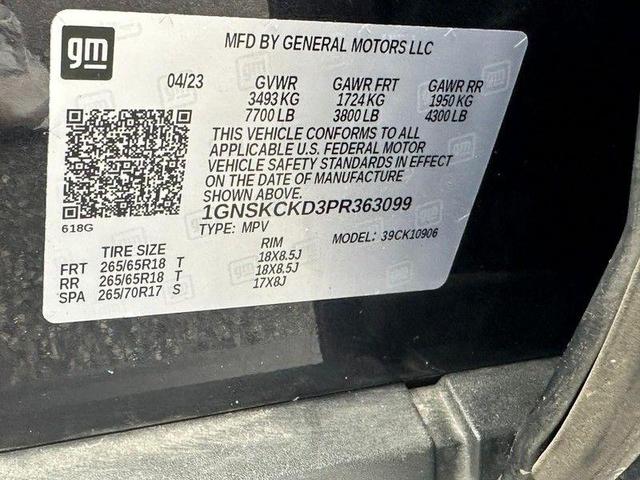 gm
MFD BY GENERAL MOTORS LLC
04/23 GVWR GAWR FRT GAWR RR
3493 KG 1724 KG 1950 KG
7700 LB 3800 LB 4300 LB
THIS VEHICLE CONFORMS TO ALL
APPLICABLE U.S. FEDERAL MOTOR
VEHICLE SAFETY STANDARDS IN EFFECT
ON THE DATE OF MANUFACTURE
SHOWN ABOVE.
1GNSKCKD3PR363099
618G
TYPE: MPV MODEL: 39CK10906
TIRE SIZE RIM
FRT 265/65R18 T 18X8.5J
RR 265/65R18 T 18X8.5J
SPA 265/70R17 S 17X8J